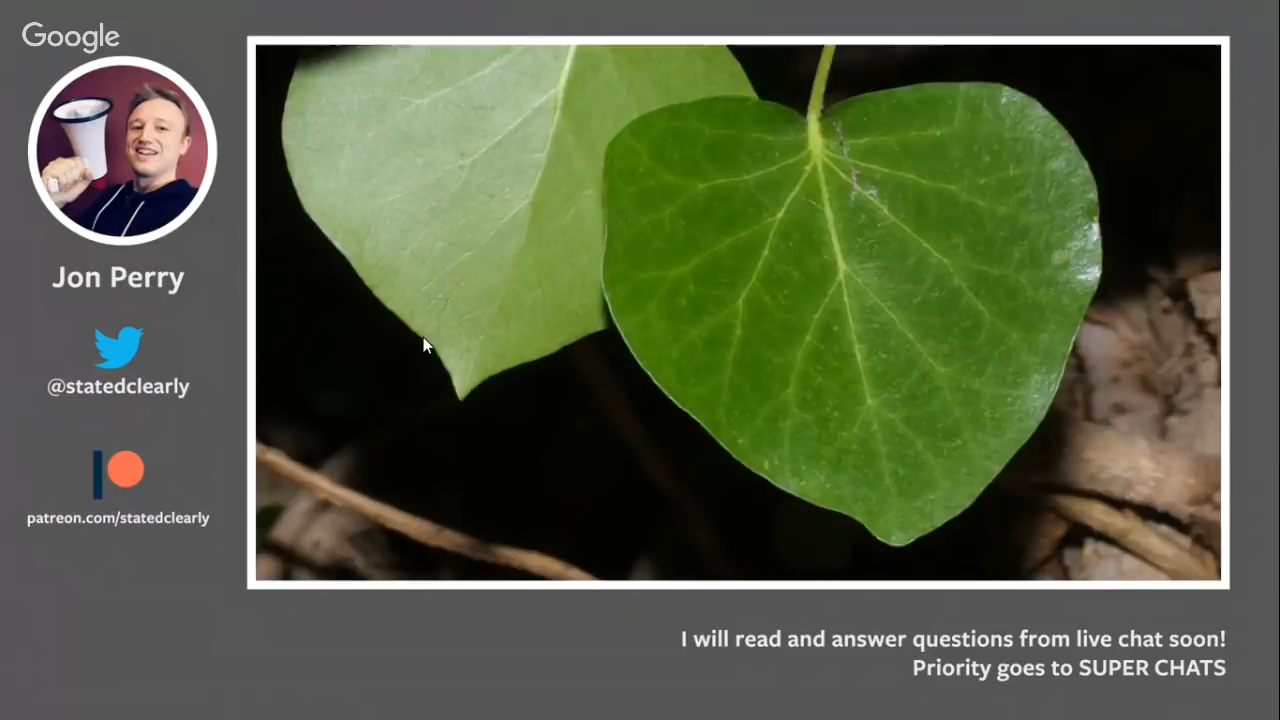 Google
Jon Perry
@statedclearly
patreon.com/statedclearly
I will read and answer questions from live chat soon!
Priority goes to SUPER CHATS